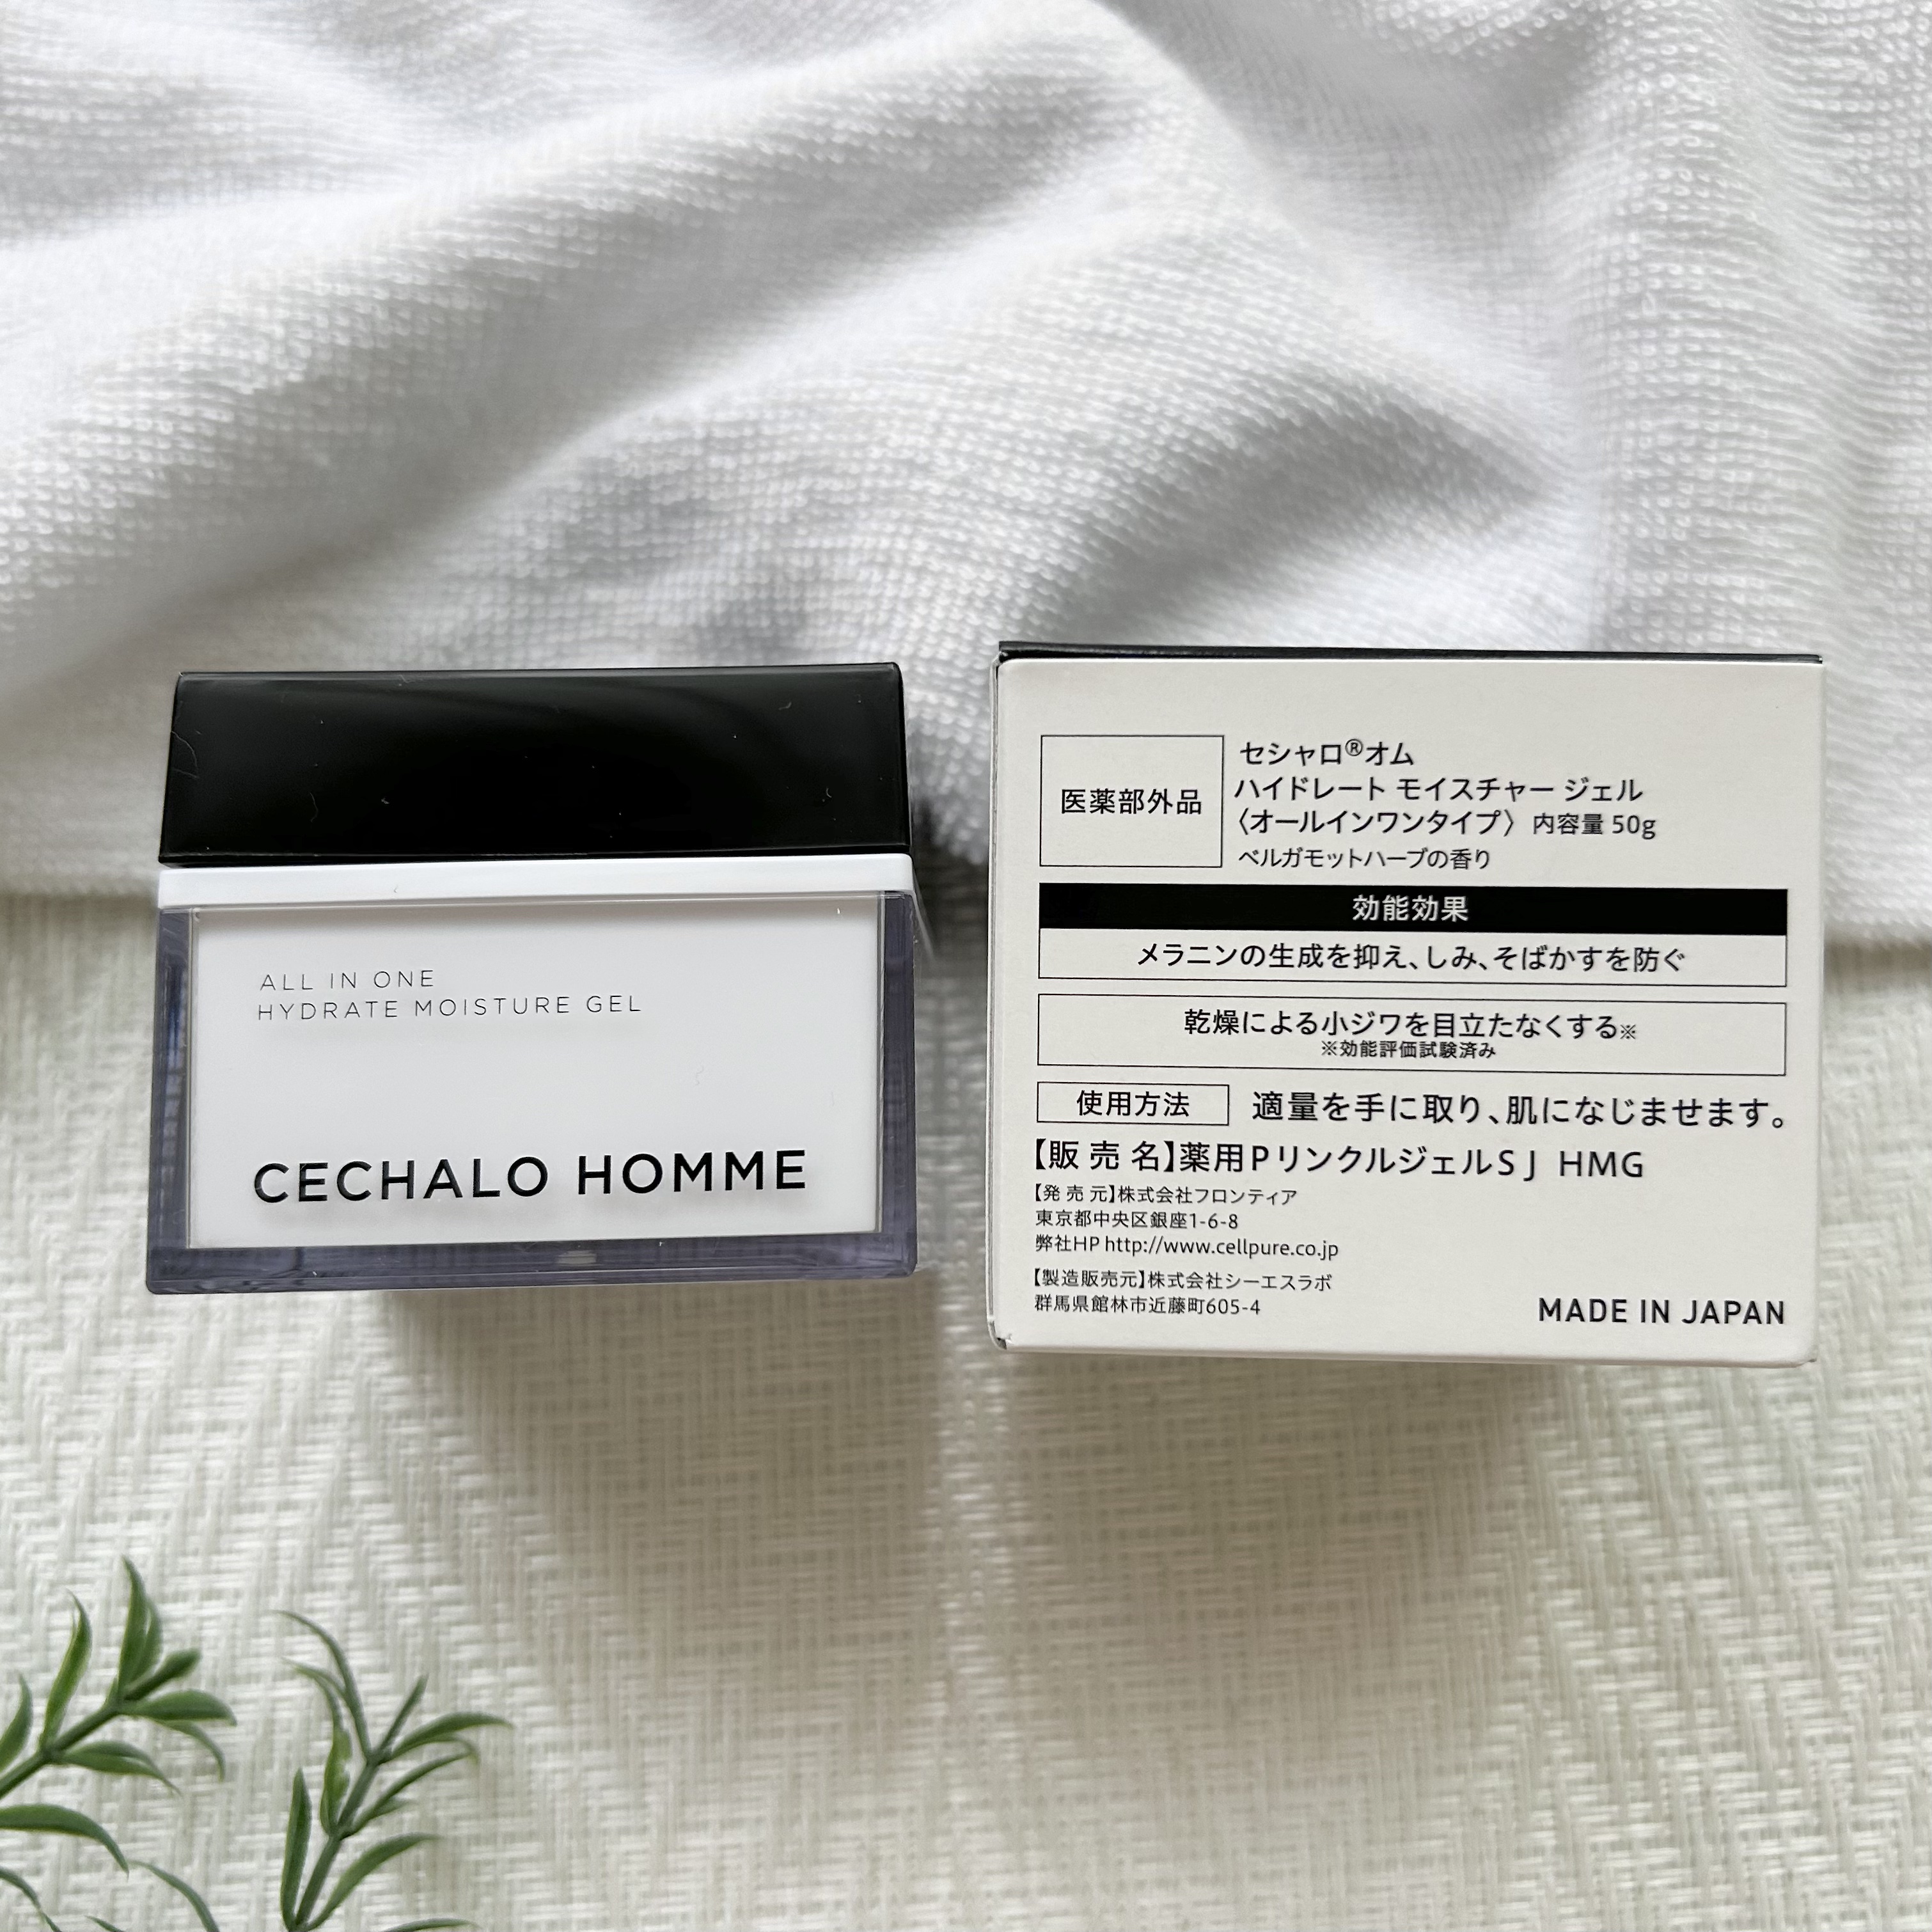 ALL IN ONE
HYDRATE MOISTURE GEL
CECHALO HOMME
医薬部外品
セシャロ®オム
ハイドレート モイスチャー ジェル
〈オールインワンタイプ〉 内容量 50g
ベルガモットハーブの香り
効能効果
メラニンの生成を抑え、しみ、そばかすを防ぐ
乾燥による小ジワを目立たなくする※
※効能評価試験済み
使用方法 適量を手に取り、肌になじませます。
【販 売 名】薬用PリンクルジェルSJ HMG
【発 売 元】株式会社フロンティア
東京都中央区銀座1-6-8
弊社HP http://www.cellpure.co.jp
【製造販売元】株式会社シーエスラボ
群馬県館林市近藤町605-4
MADE IN JAPAN